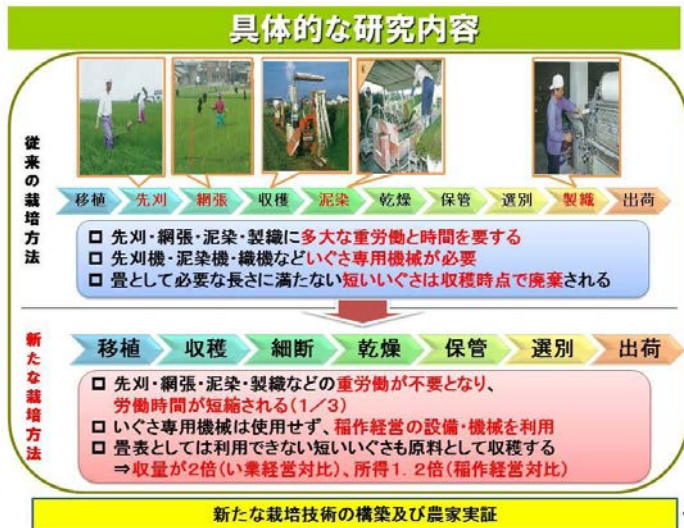 具体的な研究内容
従来の栽培方法
移植 先刈 網張 収穫 泥染 乾燥 保管 選別 製織 出荷
□ 先刈・網張・泥染・製織に多大な重労働と時間を要する
□ 先刈機・泥染機・織機などいぐさ専用機械が必要
□ 畳として必要な長さに満たない短いいぐさは収穫時点で廃棄される
新たな栽培方法
移植 収穫 細断 乾燥 保管 選別 出荷
□ 先刈・網張・泥染・製織などの重労働が不要となり、
労働時間が短縮される(1/3)
□ いぐさ専用機械は使用せず、稲作経営の設備・機械を利用
□ 畳表としては利用できない短いいぐさも原料として収穫する
⇒収量が2倍(い業経営対比)、所得1.2倍(稲作経営対比)
新たな栽培技術の構築及び農家実証